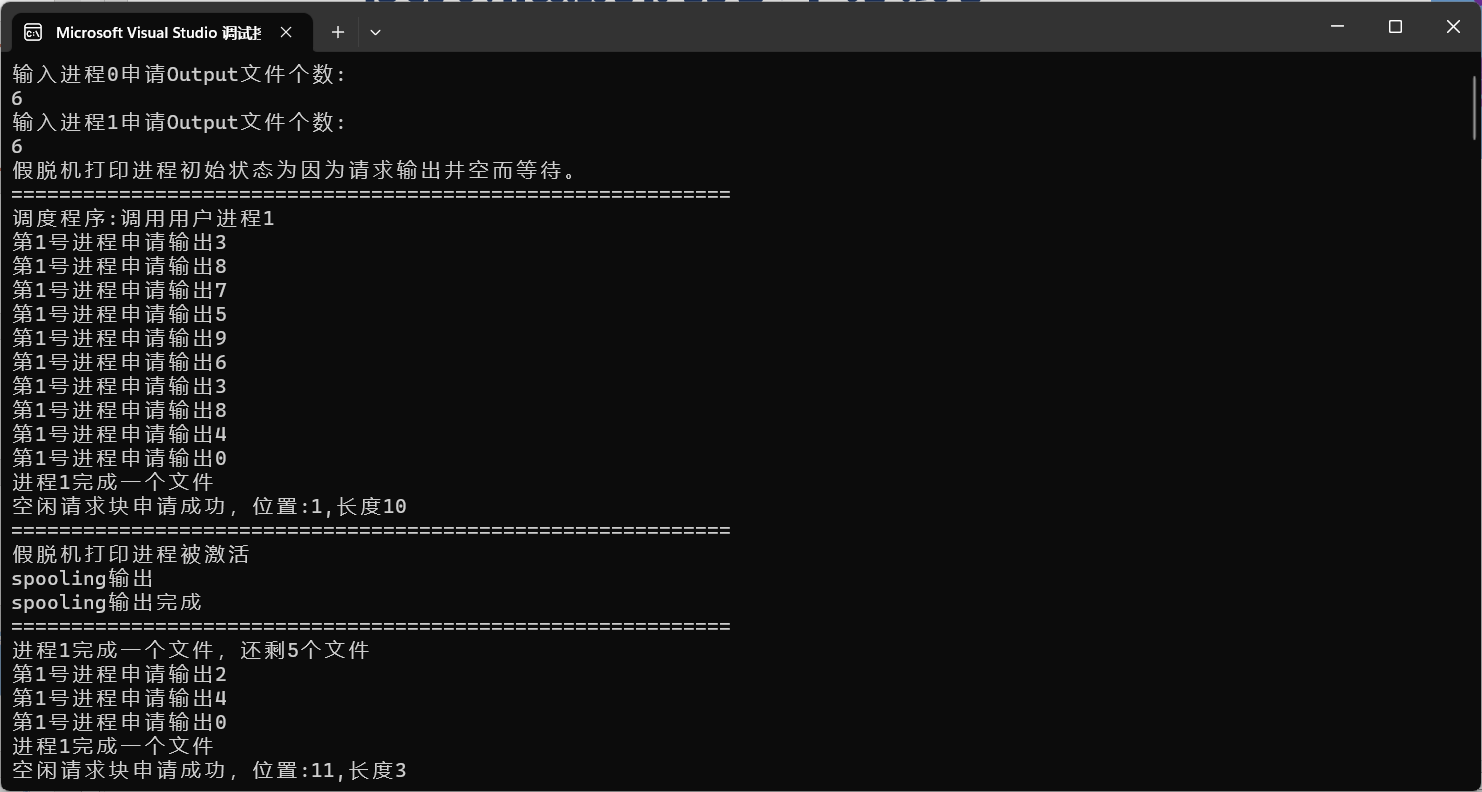 Microsoft Visual Studio 调试控
输入进程0申请Output文件个数:
6
输入进程1申请Output文件个数:
6
假脱机打印进程初始状态为因为请求输出井空而等待。
============================================================
调度程序:调用用户进程1
第1号进程申请输出3
第1号进程申请输出8
第1号进程申请输出7
第1号进程申请输出5
第1号进程申请输出9
第1号进程申请输出6
第1号进程申请输出3
第1号进程申请输出8
第1号进程申请输出4
第1号进程申请输出0
进程1完成一个文件
空闲请求块申请成功, 位置:1,长度10
============================================================
假脱机打印进程被激活
spooling输出
spooling输出完成
============================================================
进程1完成一个文件, 还剩5个文件
第1号进程申请输出2
第1号进程申请输出4
第1号进程申请输出0
进程1完成一个文件
空闲请求块申请成功, 位置:11,长度3